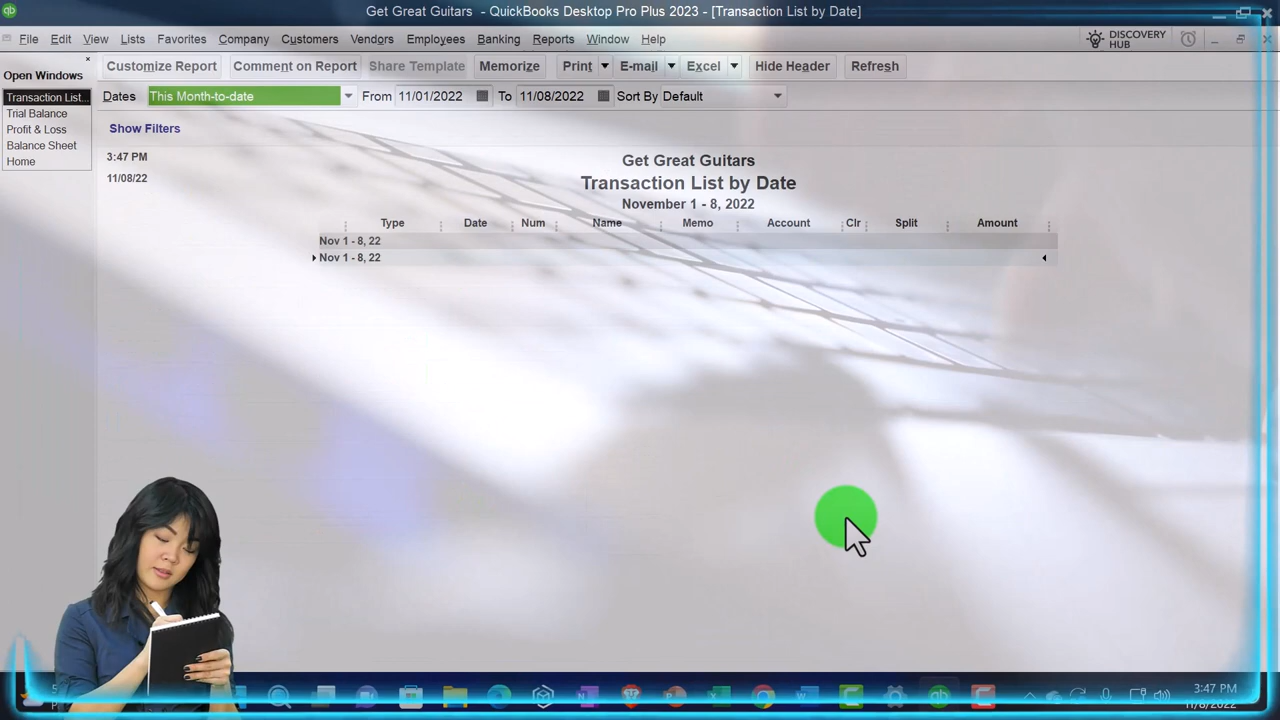 qb Get Great Guitars - QuickBooks Desktop Pro Plus 2023 - [Transaction List by Date]
File Edit View Lists Favorites Company Customers Vendors Employees Banking Reports Window Help DISCOVERY HUB
Open Windows Customize Report Comment on Report Share Template Memorize Print E-mail Excel Hide Header Refresh
Transaction List... Dates This Month-to-date From 11/01/2022 To 11/08/2022 Sort By Default
Trial Balance
Profit & Loss
Balance Sheet
Home
Show Filters
3:47 PM
11/08/22
Get Great Guitars
Transaction List by Date
November 1 - 8, 2022
Type Date Num Name Memo Account Clr Split Amount
Nov 1 - 8, 22
Nov 1 - 8, 22
3:47 PM
11/8/2022